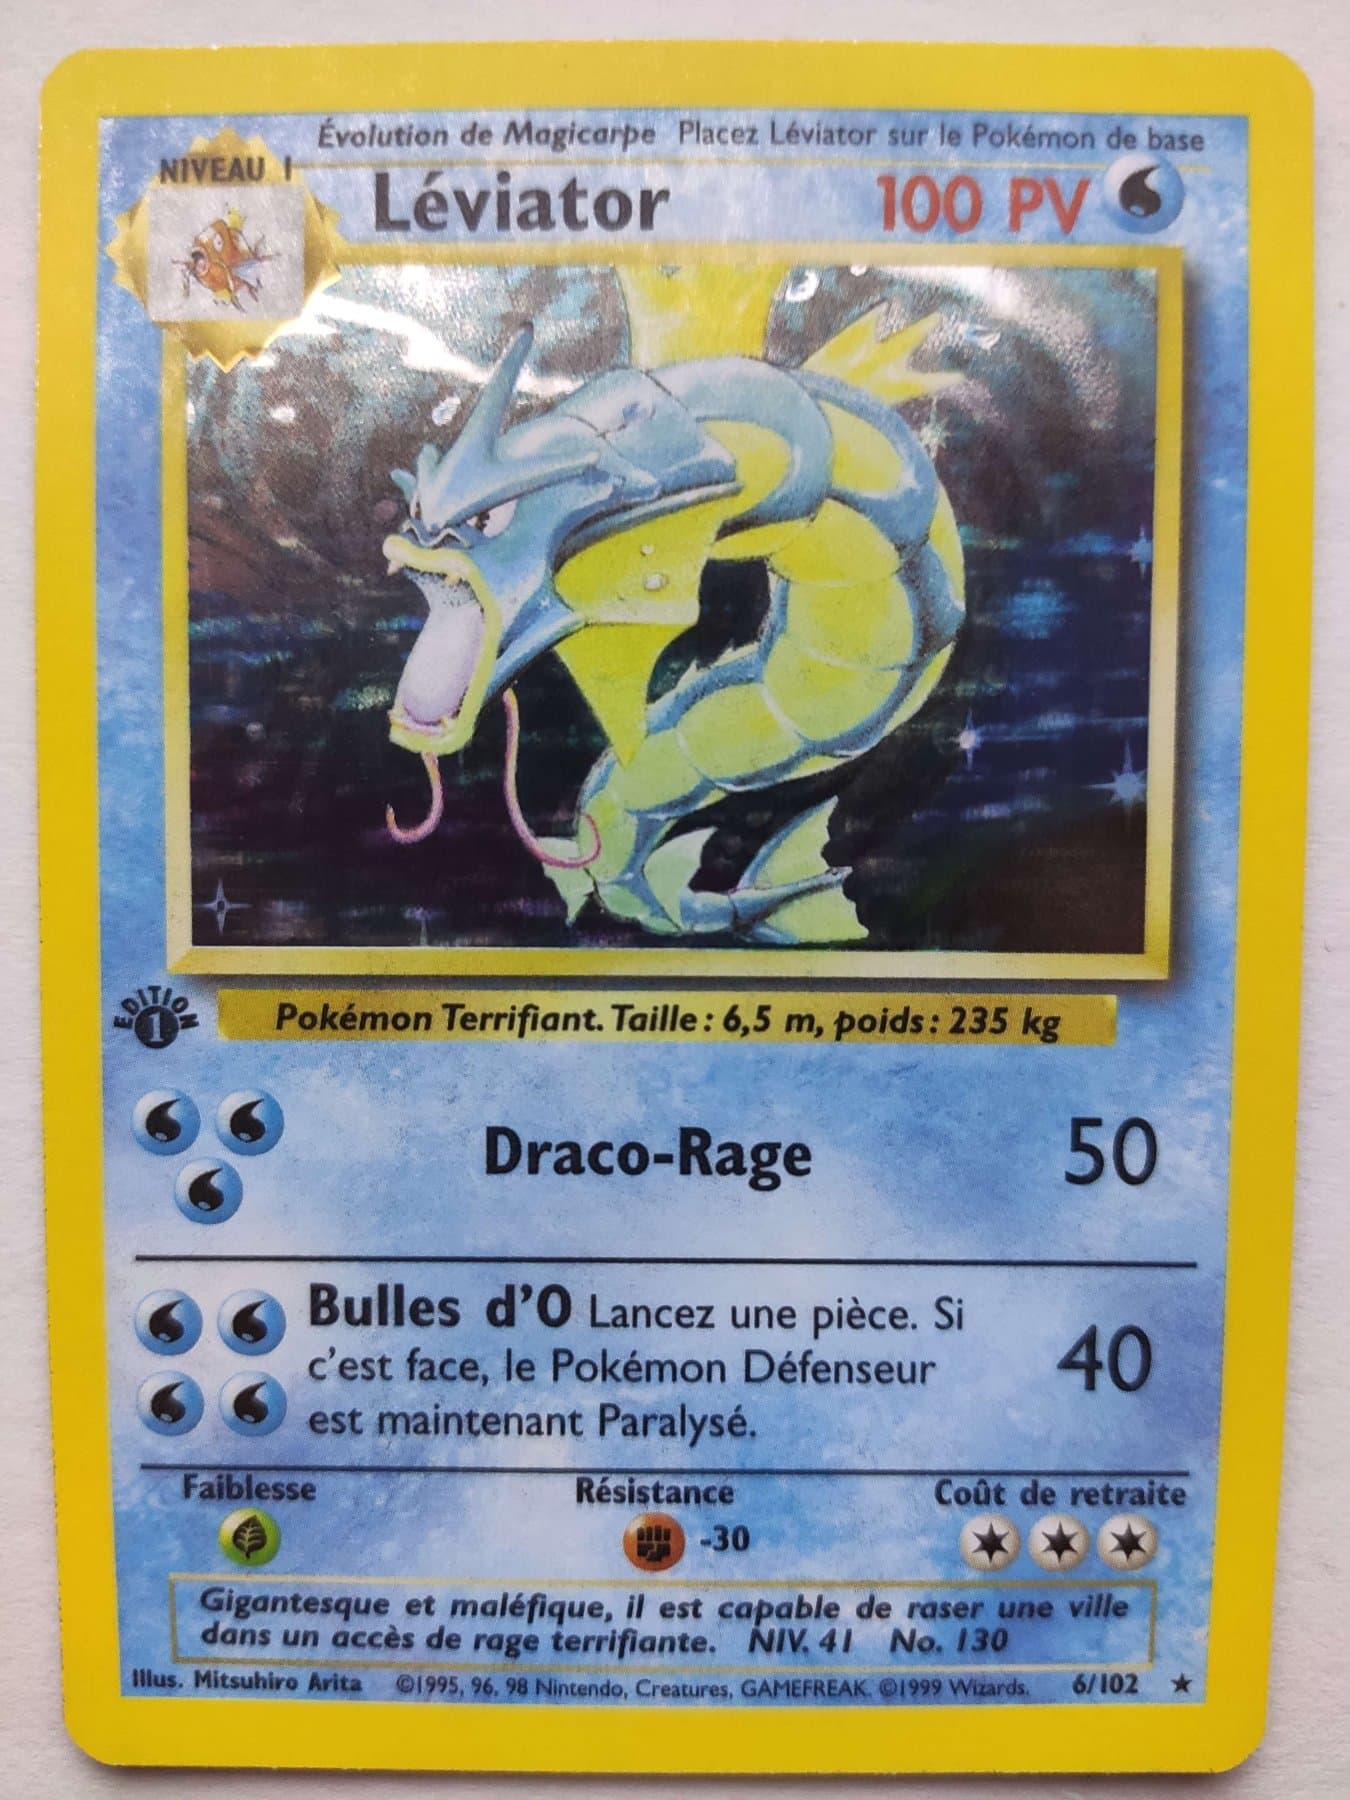 Évolution de Magicarpe Placez Léviator sur le Pokémon de base
NIVEAU 1
Léviator 100 PV
EDITION
1
Pokémon Terrifiant. Taille : 6,5 m, poids : 235 kg
Draco-Rage 50
Bulles d'O Lancez une pièce. Si
c'est face, le Pokémon Défenseur
est maintenant Paralysé.
40
Faiblesse Résistance Coût de retraite
-30
Gigantesque et maléfique, il est capable de raser une ville
dans un accès de rage terrifiante. NIV. 41 No. 130
Illus. Mitsuhiro Arita ©1995, 96, 98 Nintendo, Creatures, GAMEFREAK. ©1999 Wizards. 6/102 ★